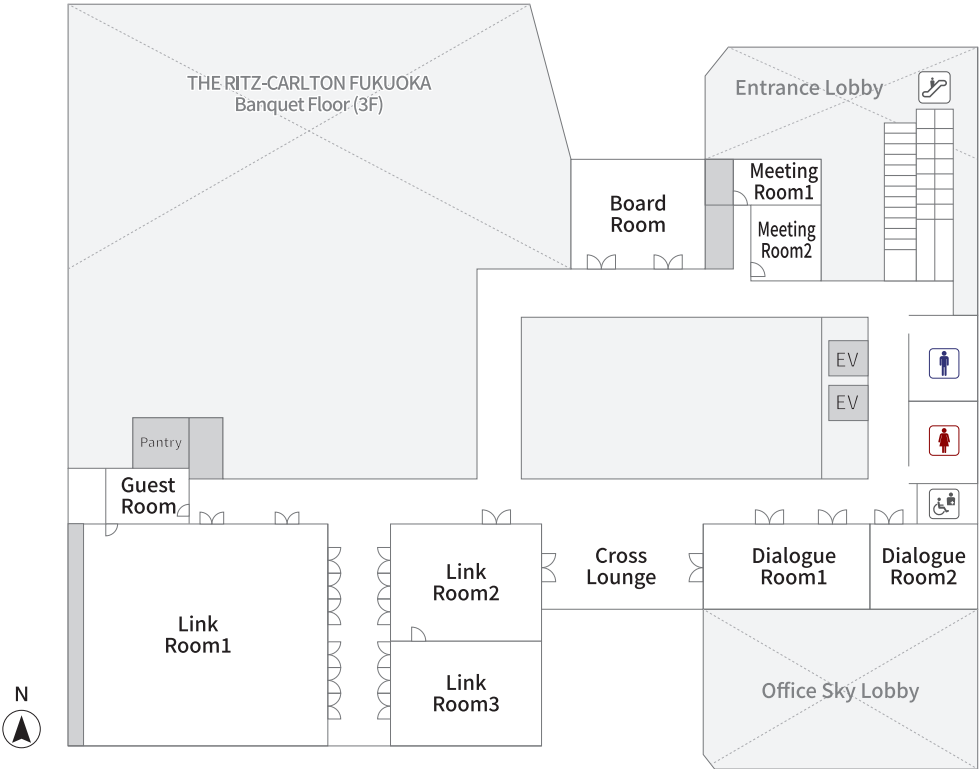 THE RITZ-CARLTON FUKUOKA
Banquet Floor (3F)
Entrance Lobby
Meeting
Room1
Board
Room
Meeting
Room2
EV
EV
Pantry
Guest
Room
Cross
Lounge
Dialogue
Room1
Dialogue
Room2
Link
Room2
Link
Room1
Link
Room3
Office Sky Lobby
N